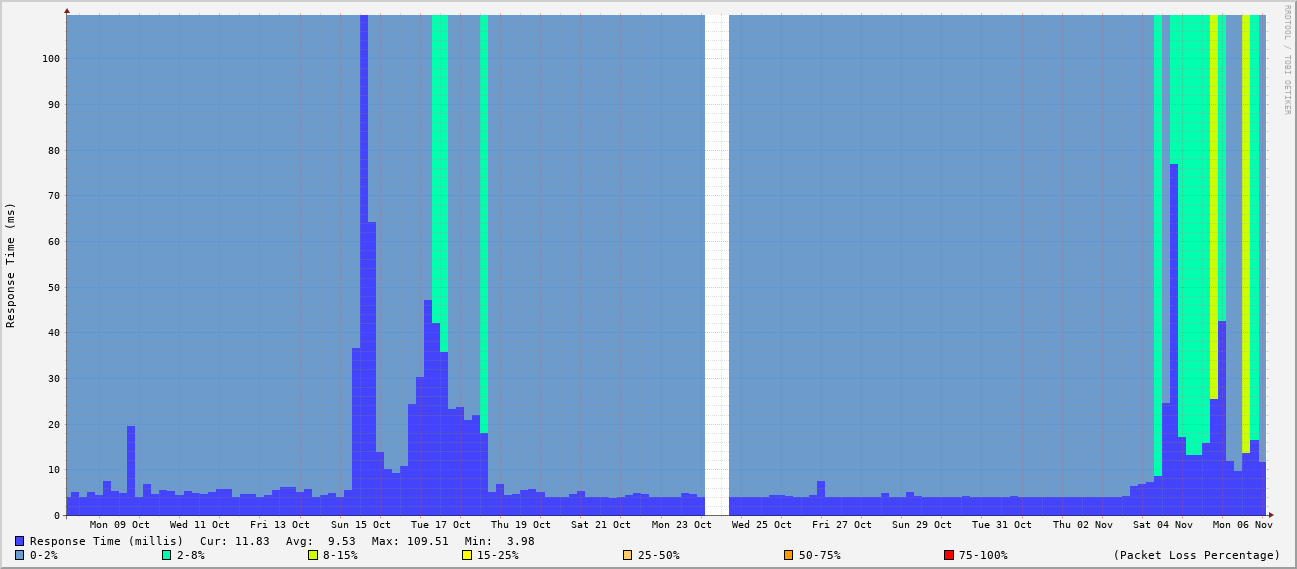 RRDTOOL / TOBI OETIKER
Response Time (ms)
100
90
80
70
60
50
40
30
20
10
0
Mon 09 Oct Wed 11 Oct Fri 13 Oct Sun 15 Oct Tue 17 Oct Thu 19 Oct Sat 21 Oct Mon 23 Oct Wed 25 Oct Fri 27 Oct Sun 29 Oct Tue 31 Oct Thu 02 Nov Sat 04 Nov Mon 06 Nov
Response Time (millis) Cur: 11.83 Avg: 9.53 Max: 109.51 Min: 3.98
0-2% 2-8% 8-15% 15-25% 25-50% 50-75% 75-100% (Packet Loss Percentage)